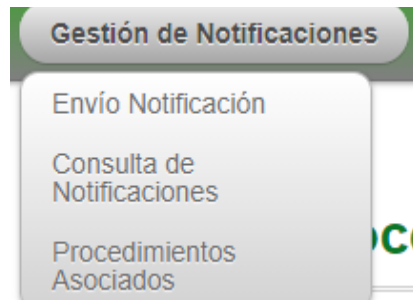 Gestión de Notificaciones
Envío Notificación
Consulta de
Notificaciones
Procedimientos
Asociados